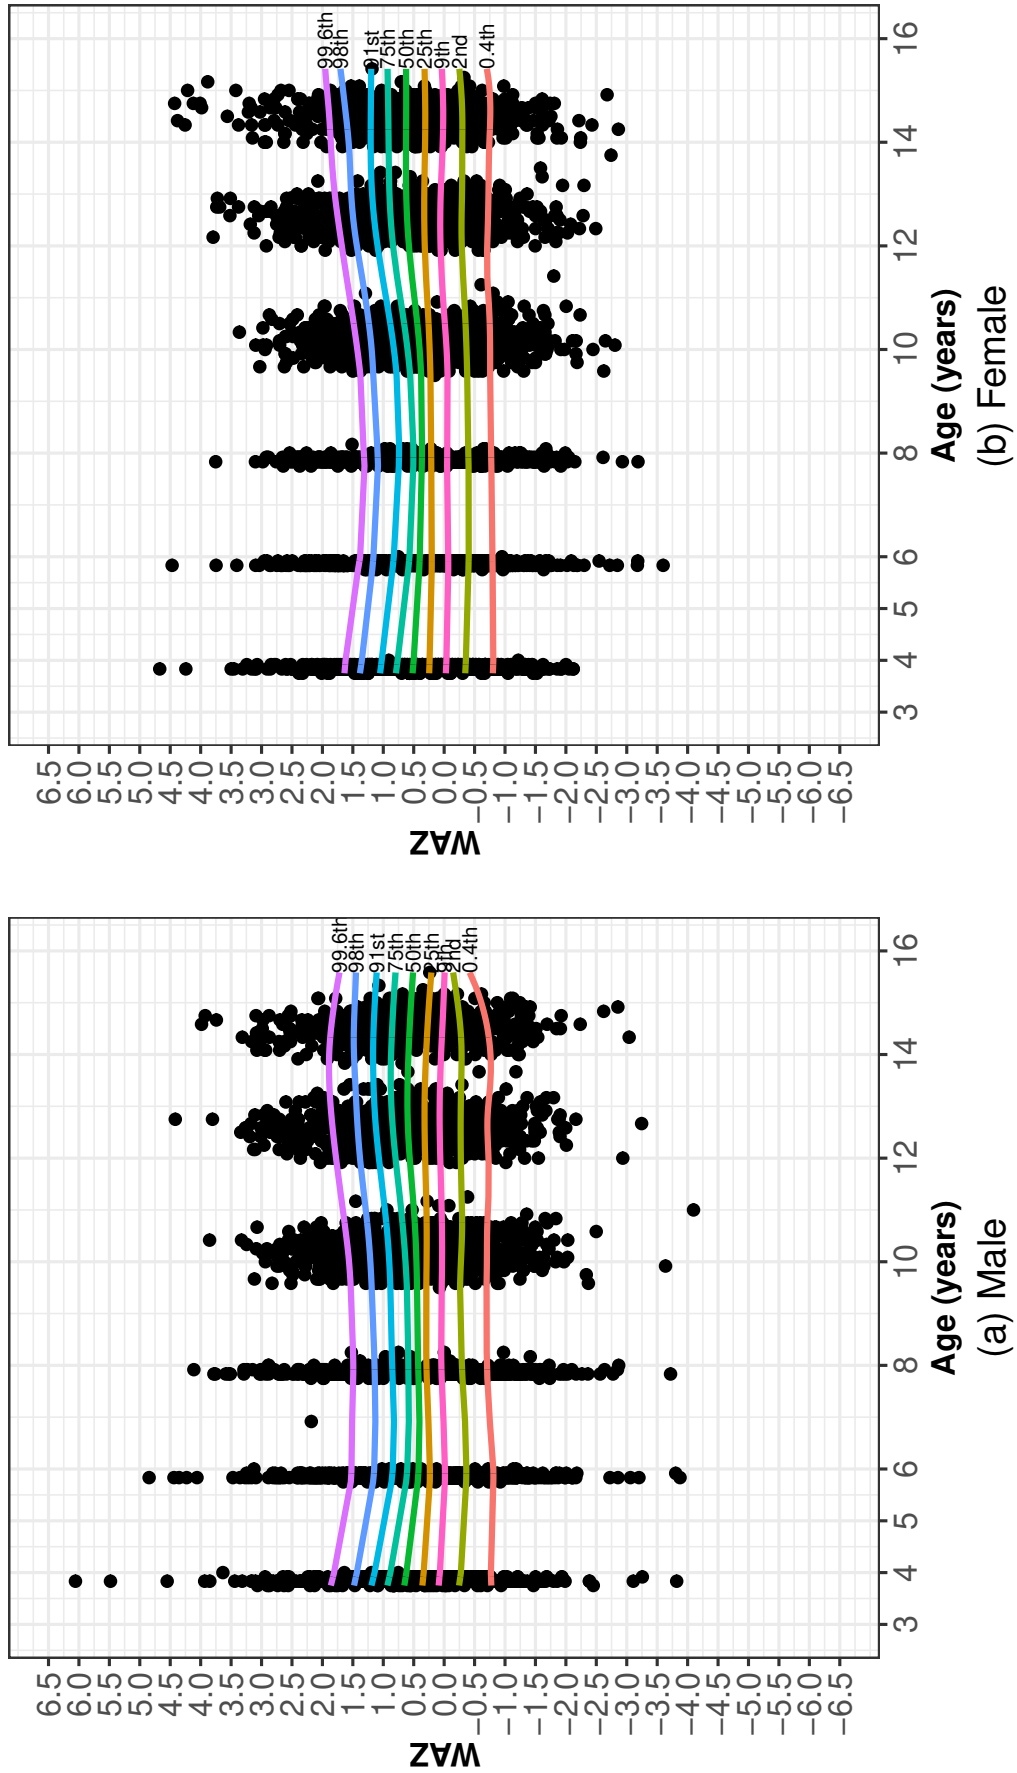 WAZ
6.5
6.0
5.5
5.0
4.5
4.0
3.5
3.0
2.5
2.0
1.5
1.0
0.5
0.0
−0.5
−1.0
−1.5
−2.0
−2.5
−3.0
−3.5
−4.0
−4.5
−5.0
−5.5
−6.0
−6.5
99.6th
98th
91st
75th
50th
25th
9th
2nd
0.4th
3 4 5 6 8 10 12 14 16
Age (years)
(a) Male
WAZ
6.5
6.0
5.5
5.0
4.5
4.0
3.5
3.0
2.5
2.0
1.5
1.0
0.5
0.0
−0.5
−1.0
−1.5
−2.0
−2.5
−3.0
−3.5
−4.0
−4.5
−5.0
−5.5
−6.0
−6.5
99.6th
98th
91st
75th
50th
25th
9th
2nd
0.4th
3 4 5 6 8 10 12 14 16
Age (years)
(b) Female